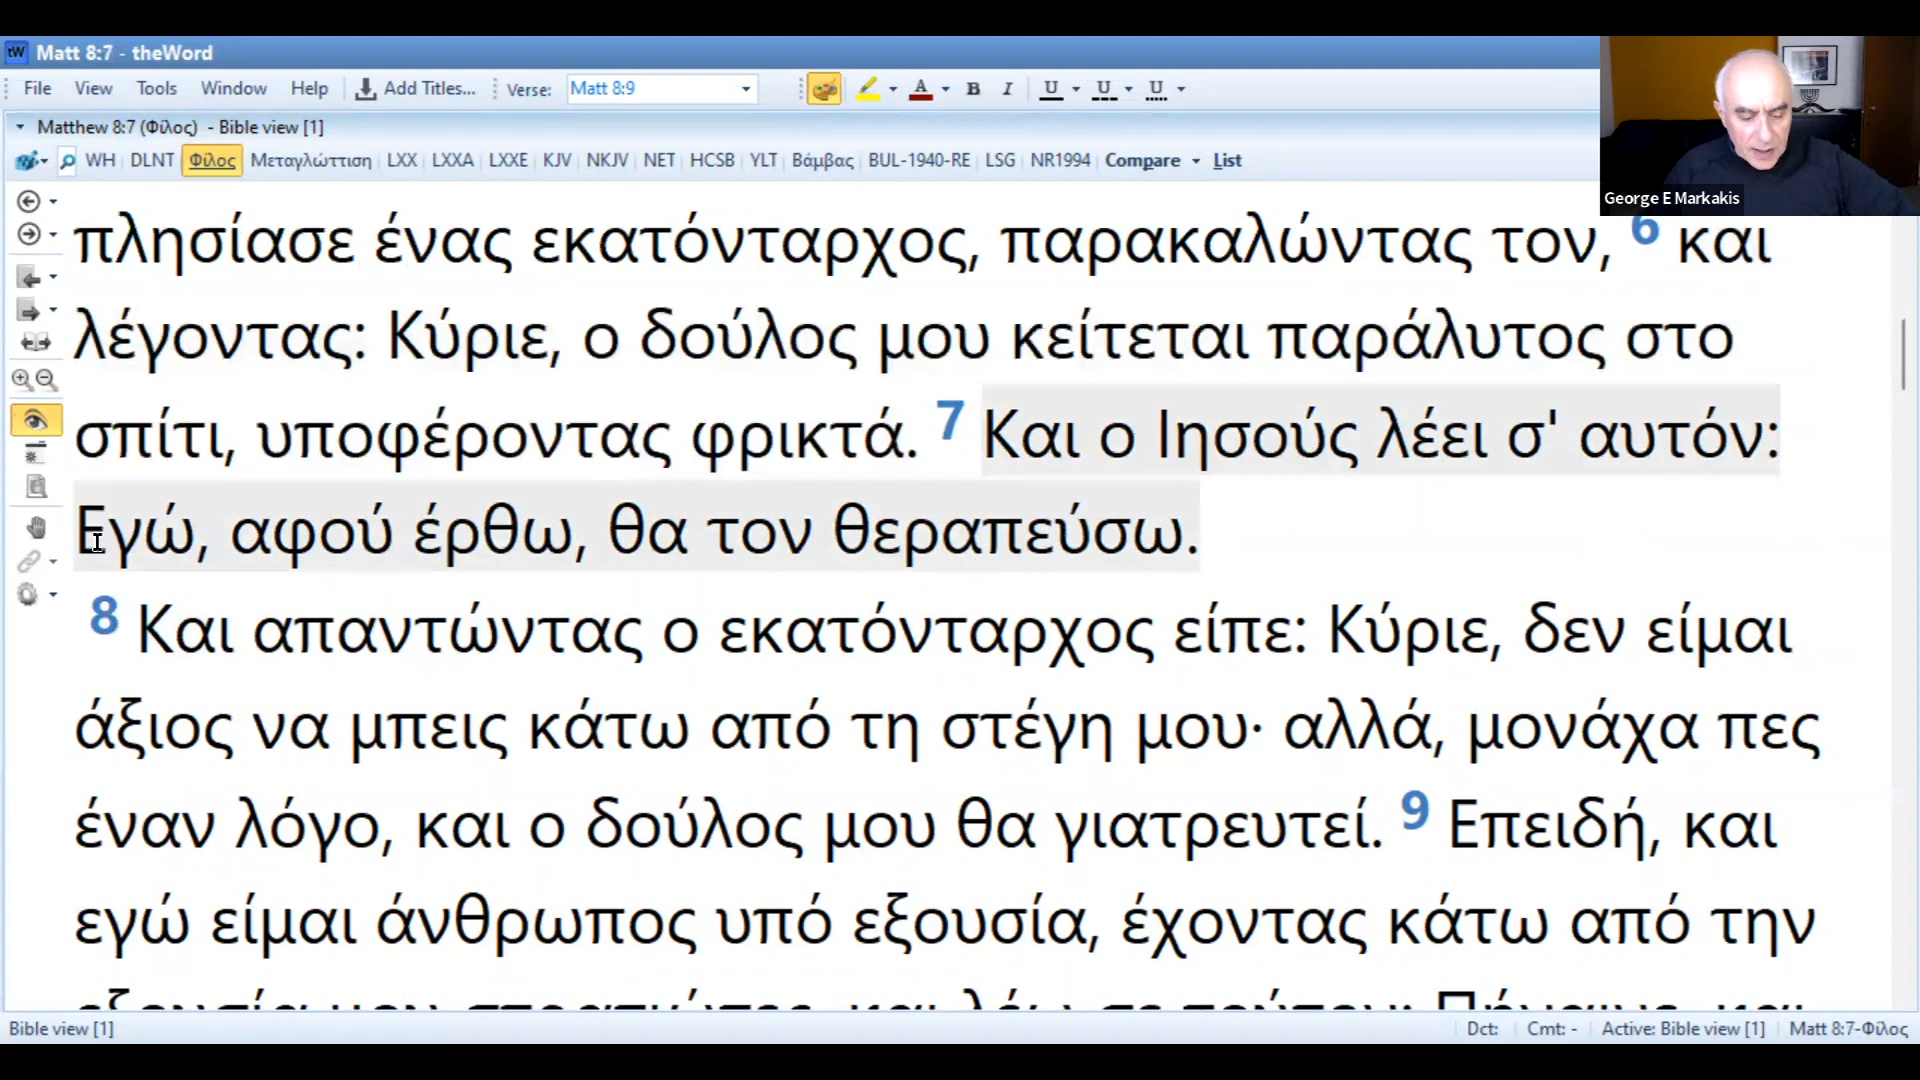 Matt 8:7 - theWord
File View Tools Window Help Add Titles... Verse: Matt 8:9 A B I U U U
Matthew 8:7 (Φίλος) - Bible view [1]
WH DLNT Φίλος Μεταγλώττιση LXX LXXA LXXE KJV NKJV NET HCSB YLT Βάμβας BUL-1940-RE LSG NR1994 Compare List
George E Markakis
πλησίασε ένας εκατόνταρχος, παρακαλώντας τον, 6 και
λέγοντας: Κύριε, ο δούλος μου κείτεται παράλυτος στο
σπίτι, υποφέροντας φρικτά. 7 Και ο Ιησούς λέει σ' αυτόν:
Εγώ, αφού έρθω, θα τον θεραπεύσω.
8 Και απαντώντας ο εκατόνταρχος είπε: Κύριε, δεν είμαι
άξιος να μπεις κάτω από τη στέγη μου· αλλά, μονάχα πες
έναν λόγο, και ο δούλος μου θα γιατρευτεί. 9 Επειδή, και
εγώ είμαι άνθρωπος υπό εξουσία, έχοντας κάτω από την
Bible view [1] Dct: Cmt: - Active: Bible view [1] Matt 8:7-Φίλος